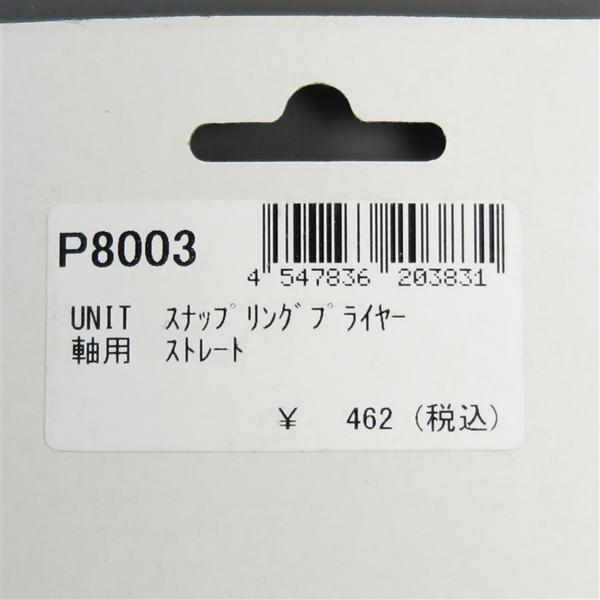 P8003
4 547836 203831
UNIT ｽﾅｯﾌﾟﾘﾝｸﾞﾌﾟﾗｲﾔｰ
軸用 ｽﾄﾚｰﾄ
¥ 462 (税込)